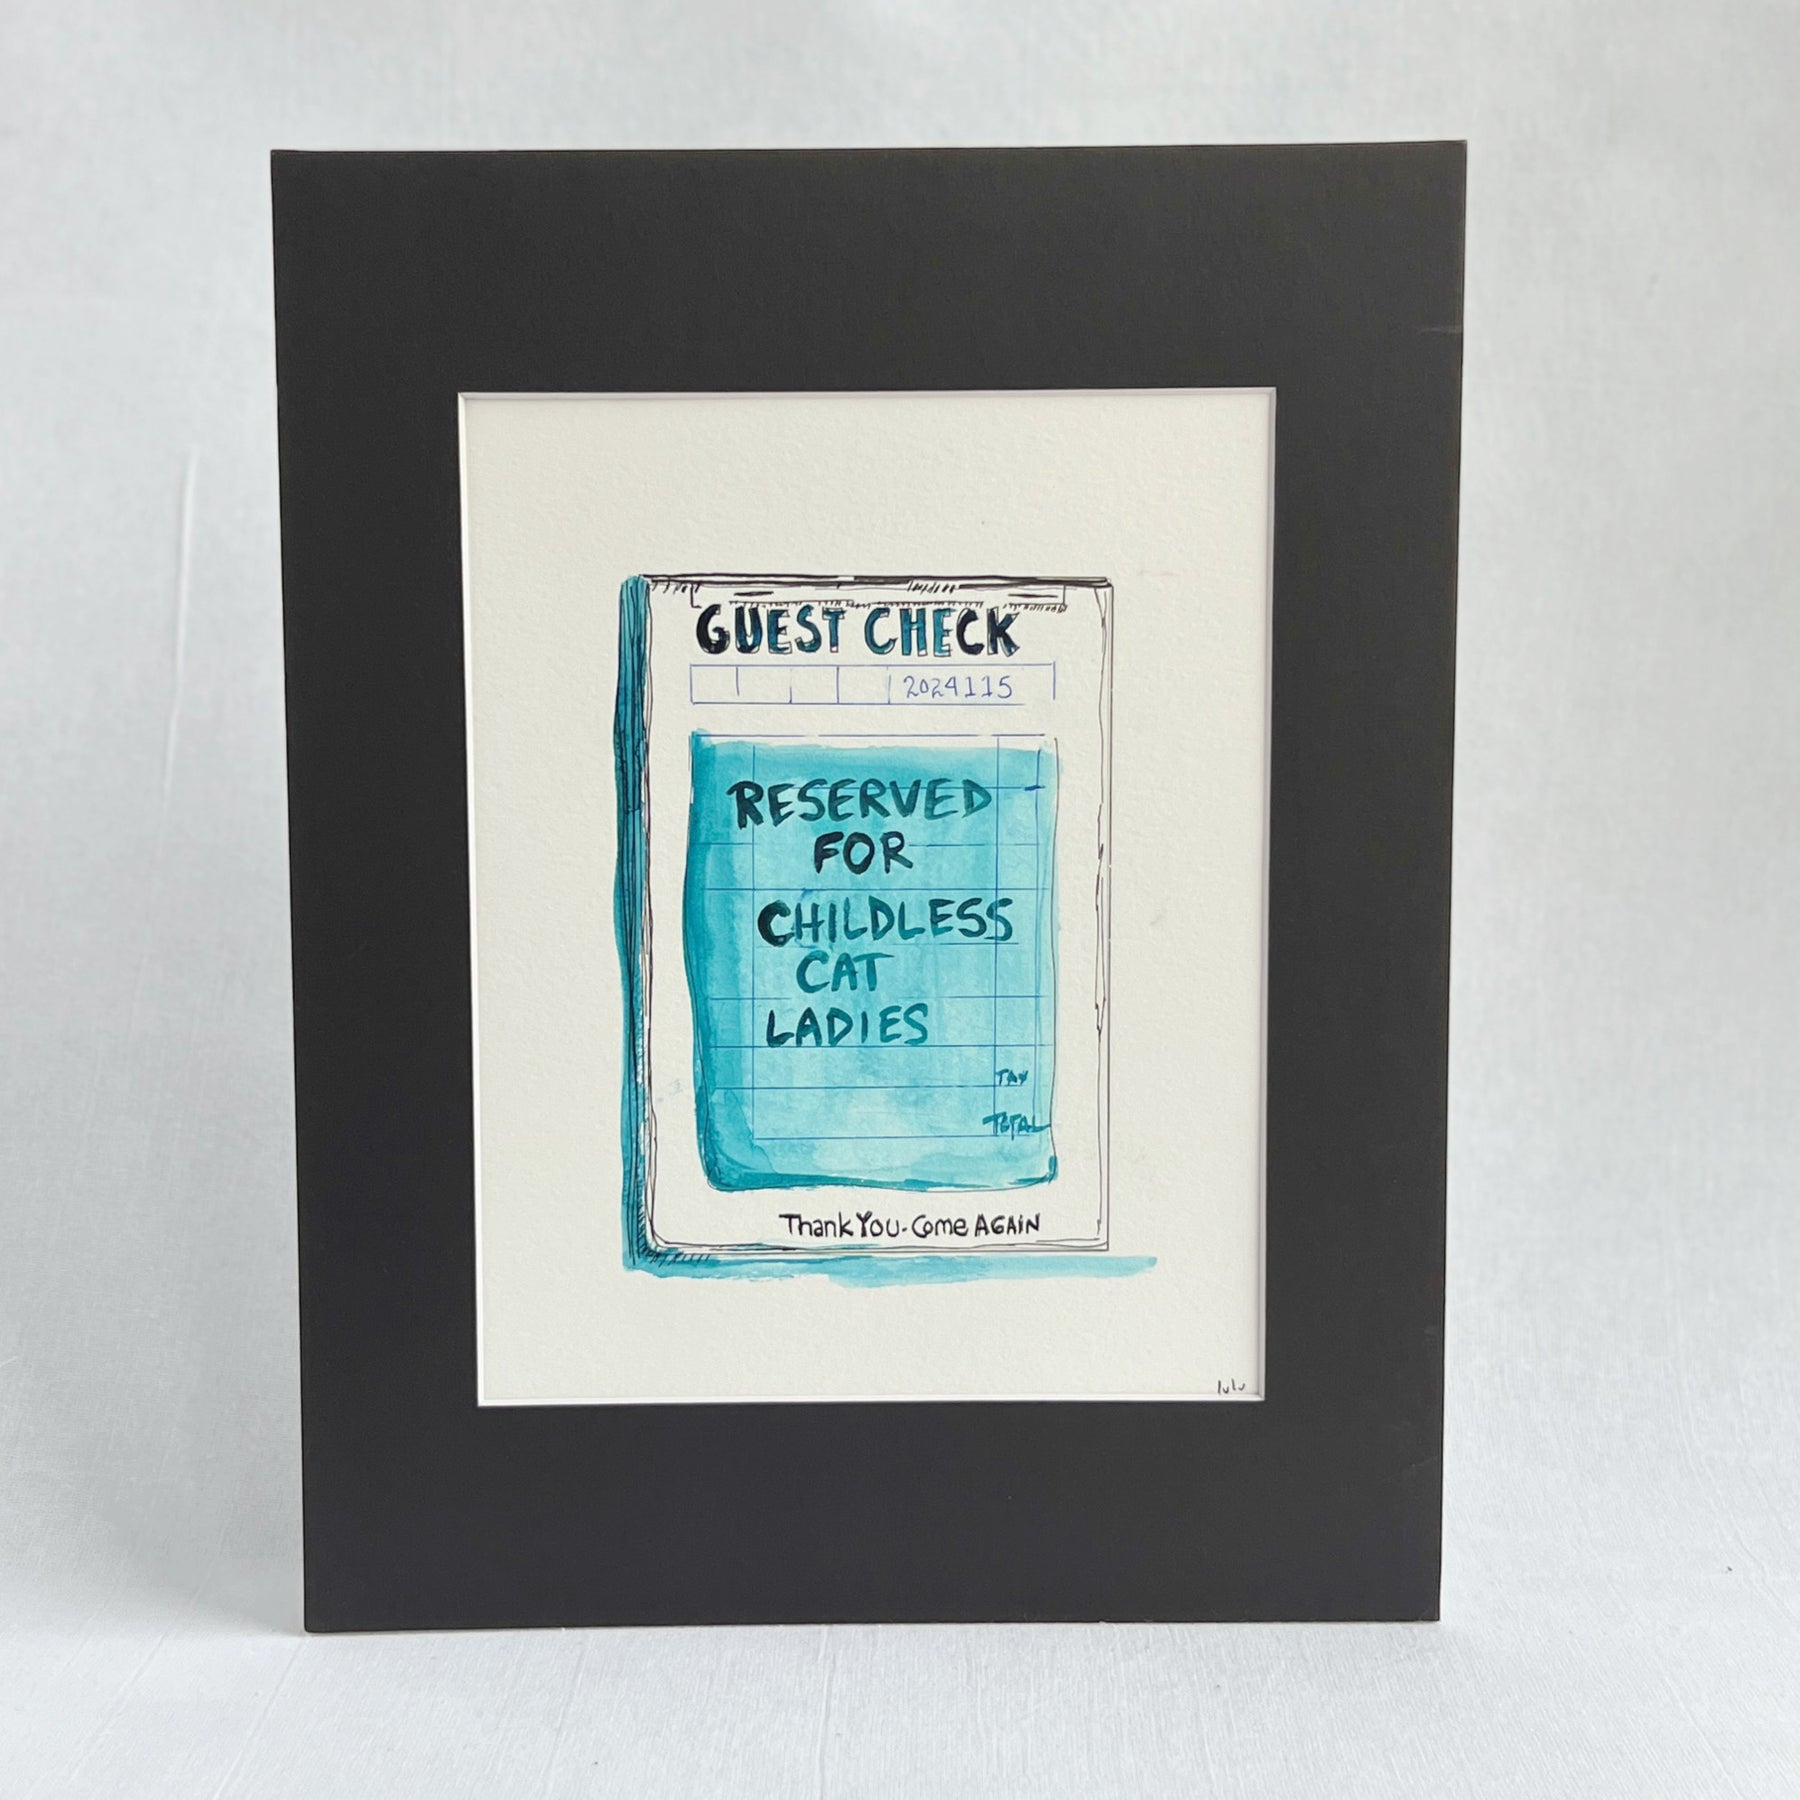 GUEST CHECK
2024115
RESERVED
FOR
CHILDLESS
CAT
LADIES
TAX
TOTAL
Thank You - Come AGAIN
lulu